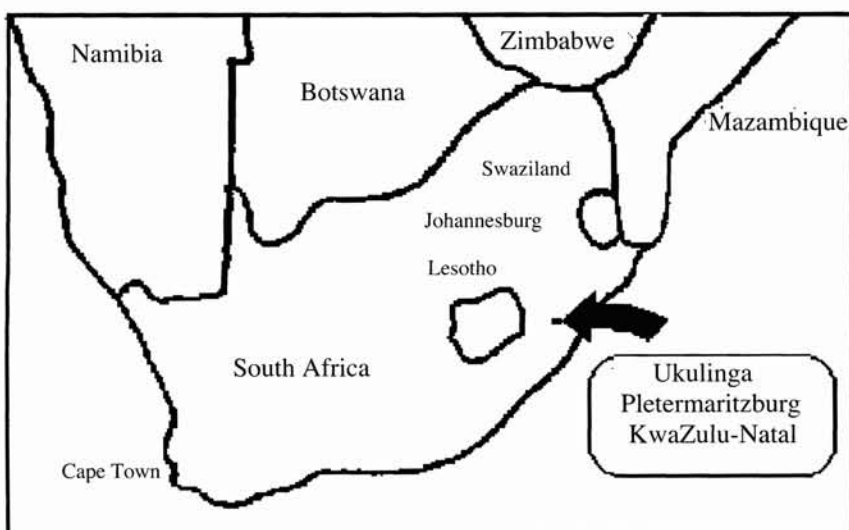 Zimbabwe
Namibia
Botswana
Mazambique
Swaziland
Johannesburg
Lesotho
South Africa
Ukulinga
Pletermaritzburg
KwaZulu-Natal
Cape Town